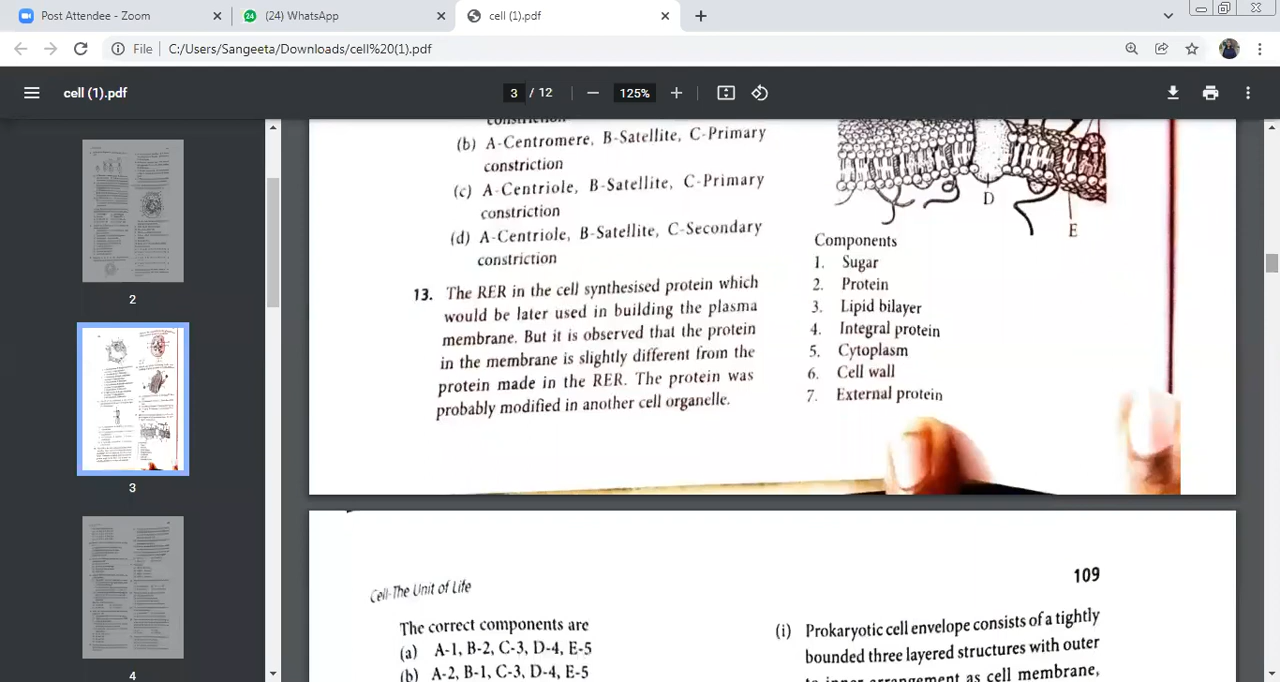 Post Attendee - Zoom
(24) WhatsApp
cell (1).pdf
File
C:/Users/Sangeeta/Downloads/cell%20(1).pdf
cell (1).pdf
3 / 12
125%
2
3
4
constriction
(b) A-Centromere, B-Satellite, C-Primary
constriction
(c) A-Centriole, B-Satellite, C-Primary
constriction
(d) A-Centriole, B-Satellite, C-Secondary
constriction
13. The RER in the cell synthesised protein which
would be later used in building the plasma
membrane. But it is observed that the protein
in the membrane is slightly different from the
protein made in the RER. The protein was
probably modified in another cell organelle.
D
E
Components
1. Sugar
2. Protein
3. Lipid bilayer
4. Integral protein
5. Cytoplasm
6. Cell wall
7. External protein
Cell-The Unit of Life
109
The correct components are
(a) A-1, B-2, C-3, D-4, E-5
(b) A-2, B-1, C-3, D-4, E-5
(i) Prokaryotic cell envelope consists of a tightly
bounded three layered structures with outer
to inner arrangement as cell membrane,